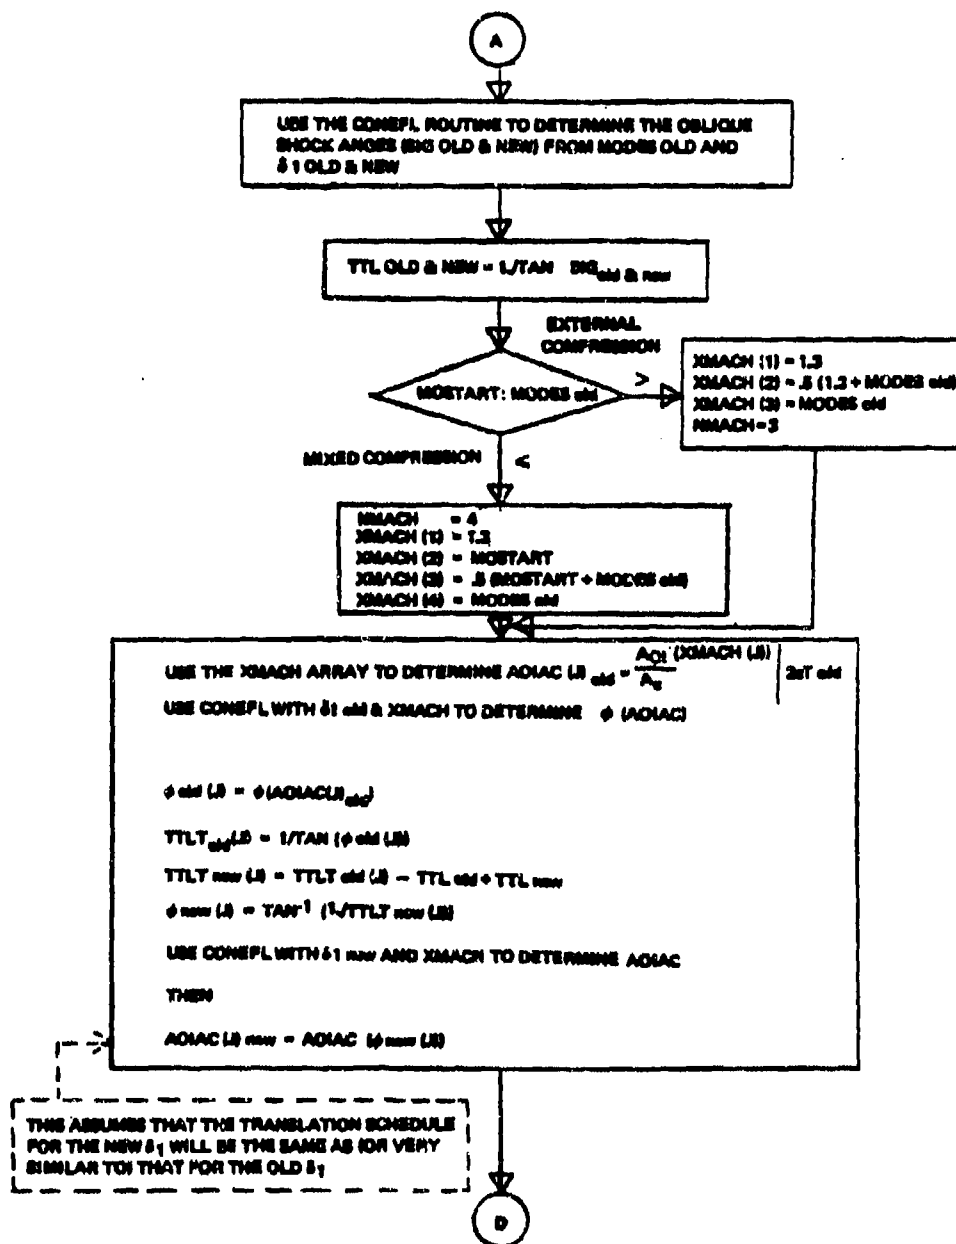 A
USE THE CONEFL ROUTINE TO DETERMINE THE OBLIQUE
SHOCK ANGES (SIG OLD & NEW) FROM MODES OLD AND
δ 1 OLD & NEW
TTL OLD & NEW = 1./TAN SIG old & new
EXTERNAL
COMPRESSION
MOSTART: MODES old
>
XMACH (1) = 1.3
XMACH (2) = .5 (1.3 + MODES old)
XMACH (3) = MODES old
NMACH = 3
MIXED COMPRESSION
≤
NMACH = 4
XMACH (1) = 1.3
XMACH (2) = MOSTART
XMACH (3) = .5 (MOSTART + MODES old)
XMACH (4) = MODES old
USE THE XMACH ARRAY TO DETERMINE AOIAC (J) old = AOI/Ac (XMACH (J)) |
USE CONEFL WITH δ1 old & XMACH TO DETERMINE φ (AOIAC)
φ old (J) = φ (AOIAC(J) old)
TTLT old (J) = 1/TAN (φ old (J))
TTLT new (J) = TTLT old (J) - TTL old + TTL new
φ new (J) = TAN⁻¹ (1./TTLT new (J))
USE CONEFL WITH δ1 new AND XMACH TO DETERMINE AOIAC
THEN
AOIAC (J) new = AOIAC (φ new (J))
THIS ASSUMES THAT THE TRANSLATION SCHEDULE
FOR THE NEW δ1 WILL BE THE SAME AS (OR VERY
SIMILAR TO) THAT FOR THE OLD δ1
D